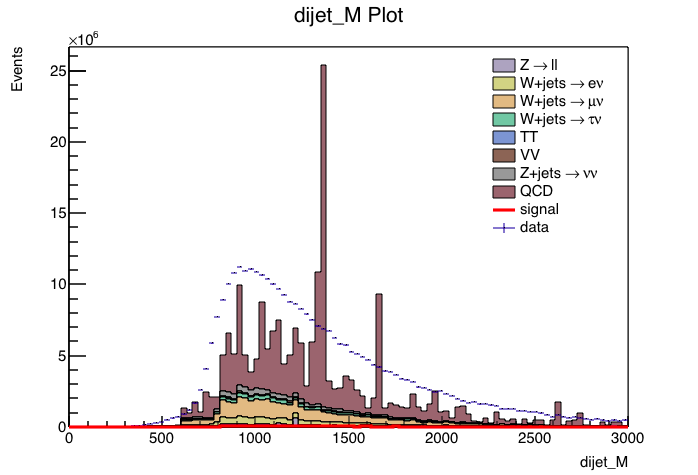 dijet_M Plot
×10⁶
Events
25
20
15
10
5
0
0 500 1000 1500 2000 2500 3000
dijet_M
Z → ll
W+jets → eν
W+jets → μν
W+jets → τν
TT
VV
Z+jets → νν
QCD
signal
data